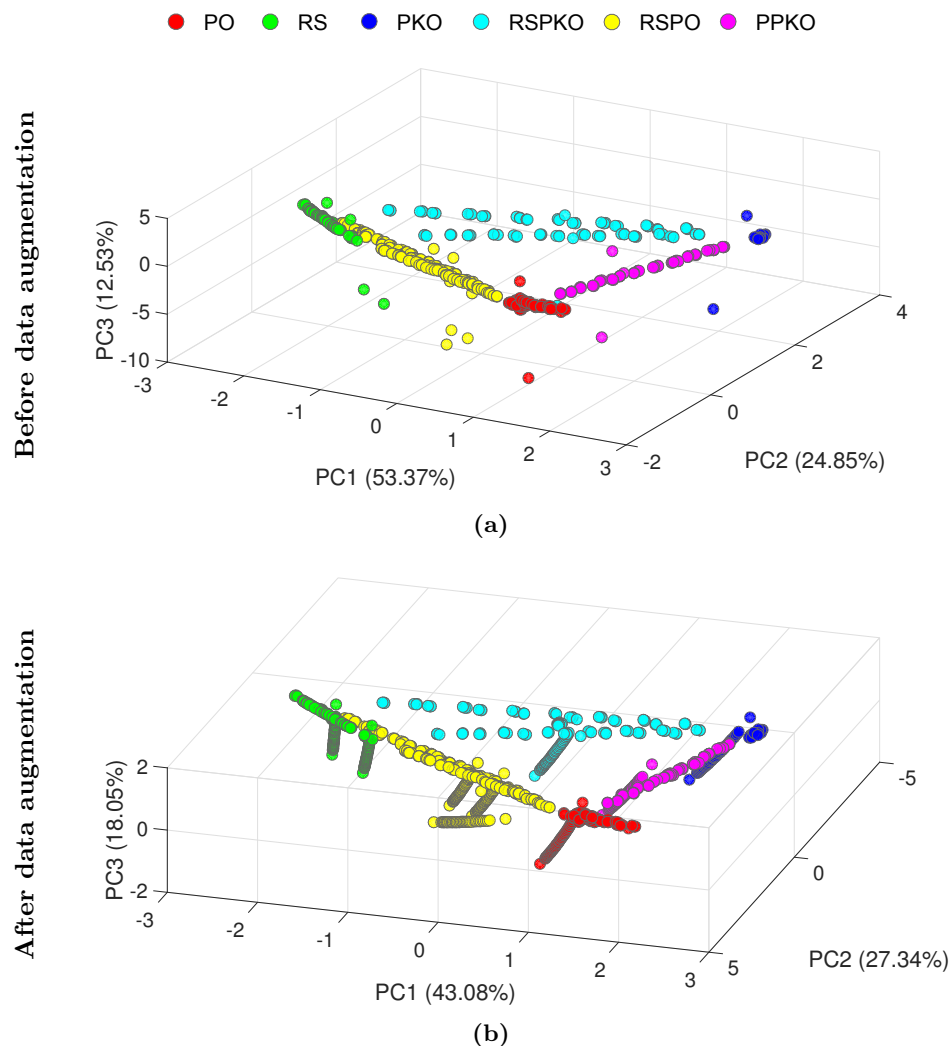 PO RS PKO RSPKO RSPO PPKO
Before data augmentation
PC3 (12.53%)
5
0
-5
-10
-3
-2
-1
0
1
2
3
-2
0
2
4
PC1 (53.37%)
PC2 (24.85%)
(a)
After data augmentation
PC3 (18.05%)
2
0
-2
-3
-2
-1
0
1
2
3
5
0
-5
PC1 (43.08%)
PC2 (27.34%)
(b)